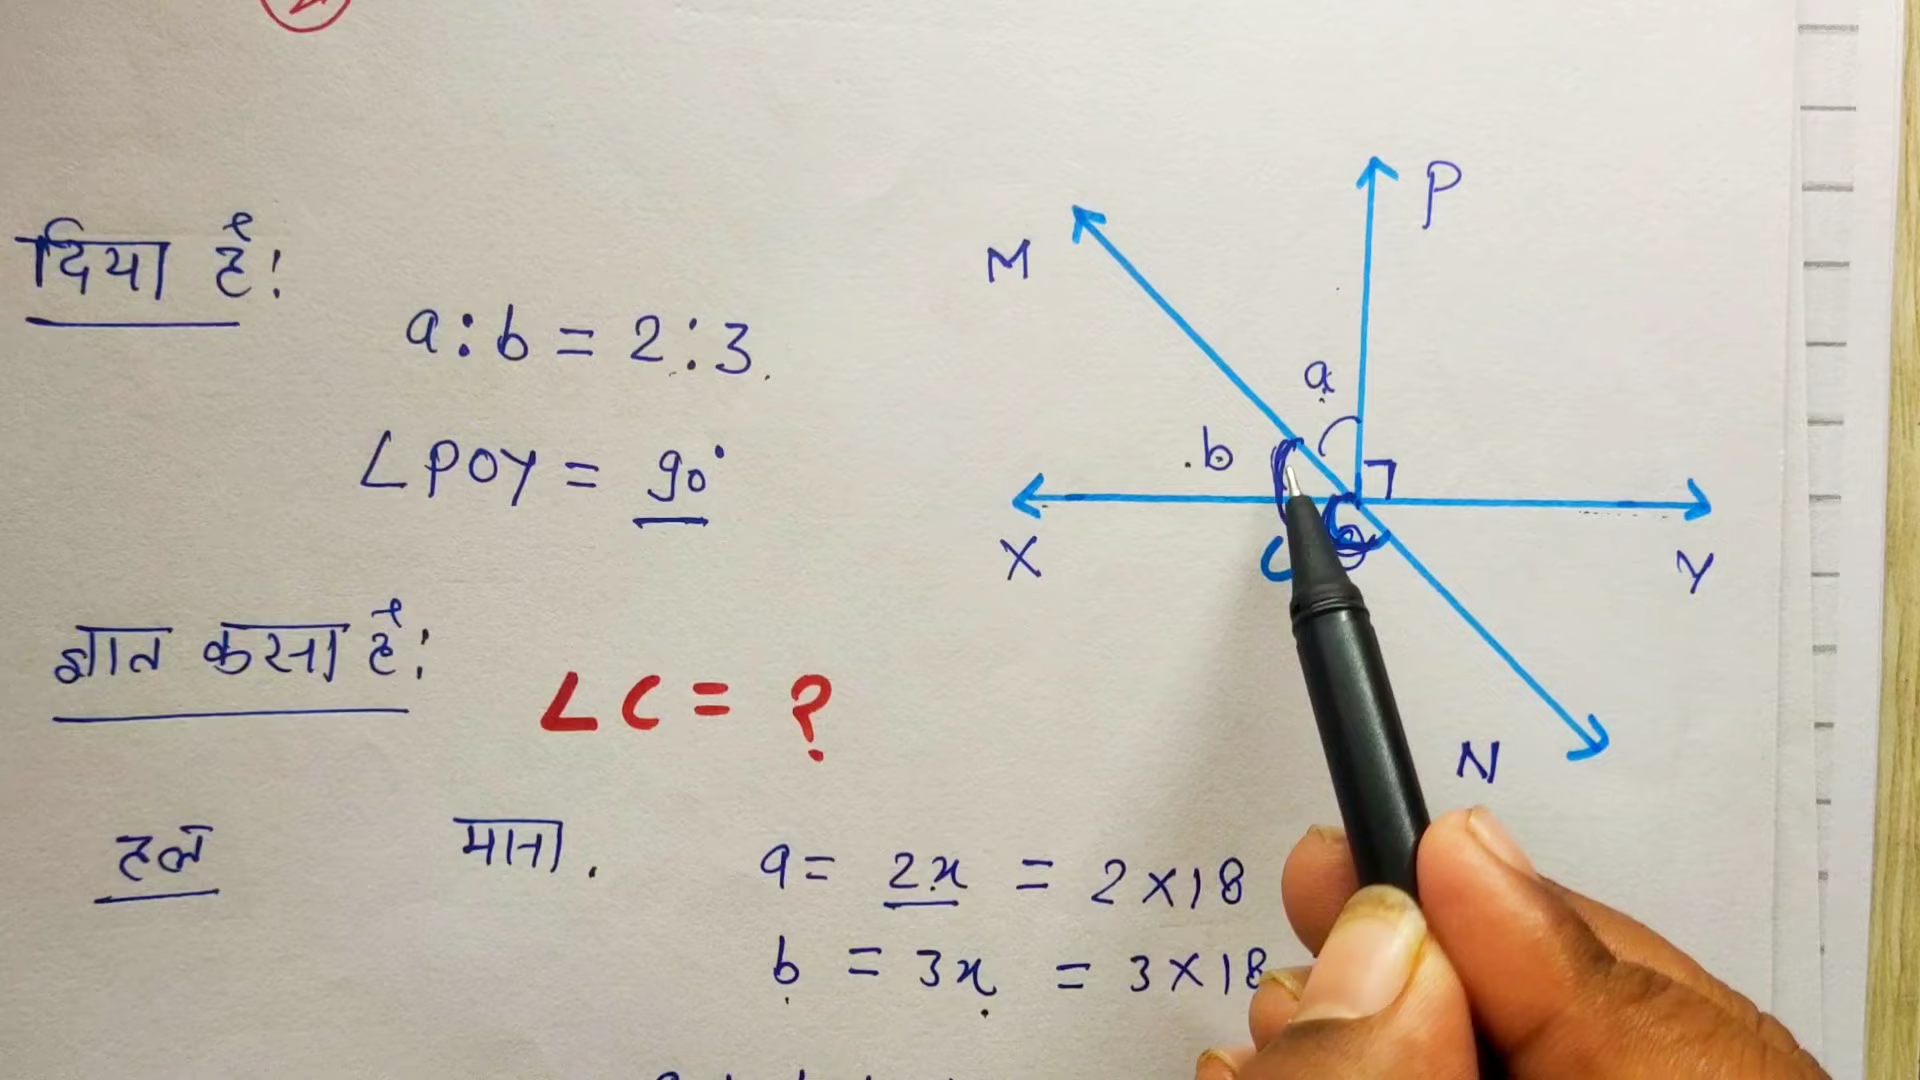 दिया है!
a:b = 2:3
∠POY = 90°
ज्ञात करना है!
∠C = ?
हल माना.
a = 2x = 2×18
b = 3x = 3×18
M
P
a
b
X
C
O
Y
N